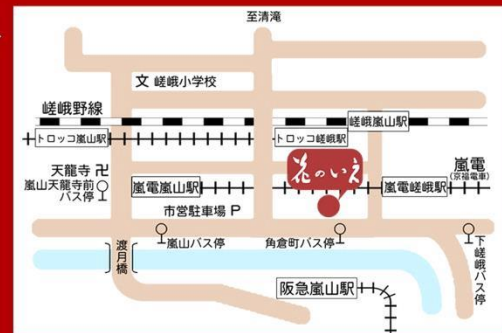 至清滝
文 嵯峨小学校
嵯峨野線
嵯峨嵐山駅
トロッコ嵐山駅
トロッコ嵯峨駅
天龍寺 卍
嵐山天龍寺前
バス停
嵐電嵐山駅
花のいえ
嵐電嵯峨駅
嵐電
(京福電車)
市営駐車場 P
渡月橋
嵐山バス停
角倉町バス停
下嵯峨バス停
阪急嵐山駅